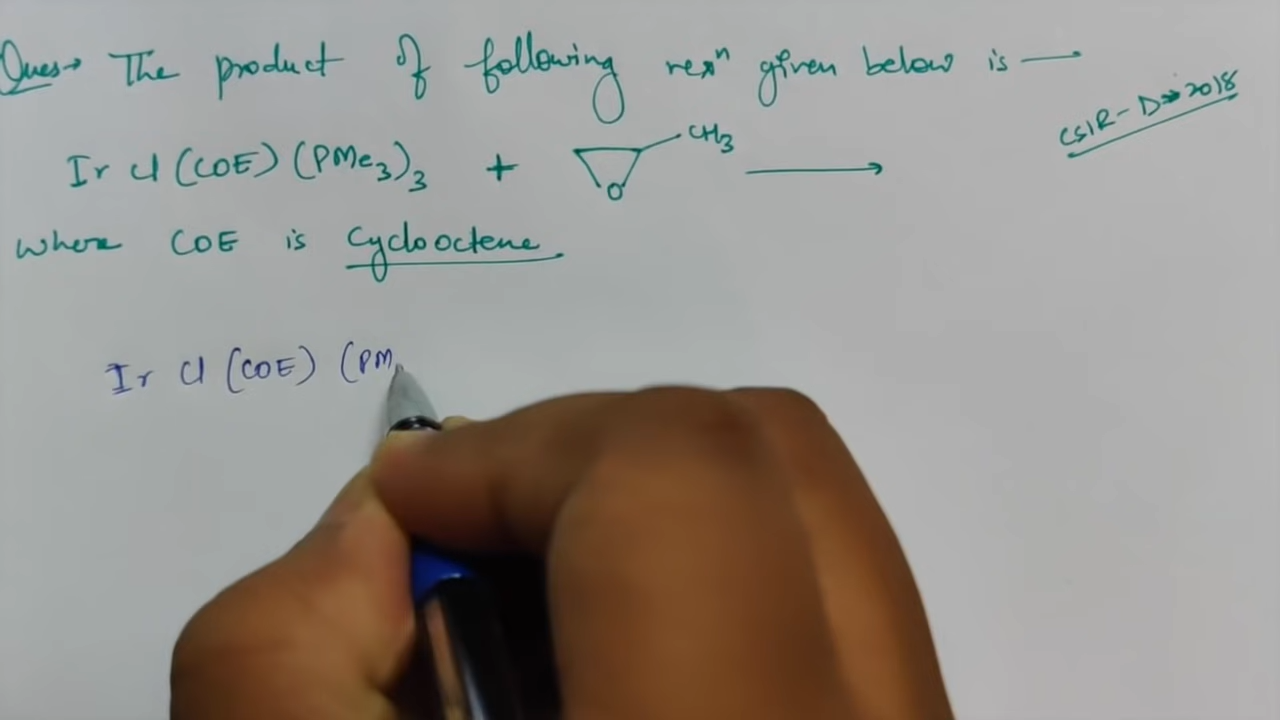 Ques→ The product of following rexⁿ given below is —
CSIR - D→2018
Ir Cl (COE) (PMe₃)₃ + CH₃ O →
where COE is Cyclooctene
Ir Cl (COE) (PM